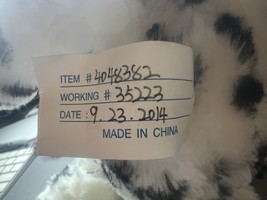 ITEM # 4048382
WORKING # 35223
DATE : 9.23.2014
MADE IN CHINA